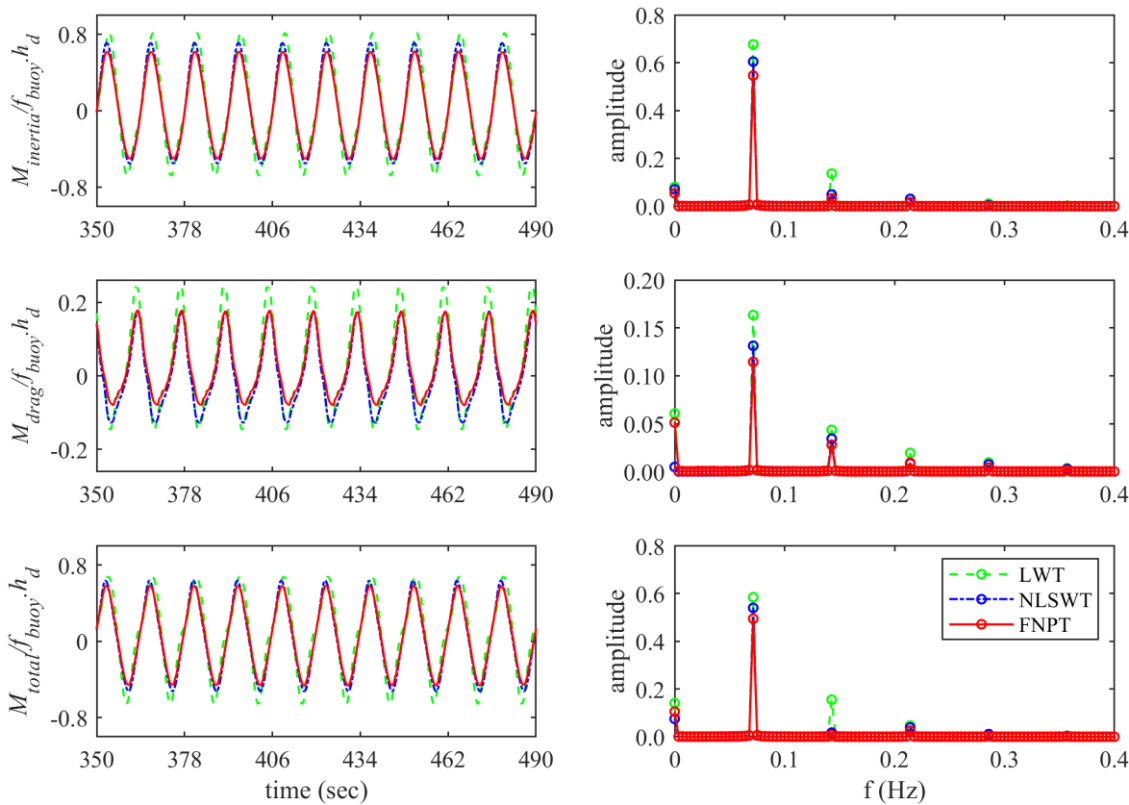 M_inertia/f_buoy.h_d
0.8
0
-0.8
350 378 406 434 462 490
amplitude
0.8
0.6
0.4
0.2
0.0
0 0.1 0.2 0.3 0.4
M_drag/f_buoy.h_d
0.2
0
-0.2
350 378 406 434 462 490
amplitude
0.20
0.15
0.10
0.05
0.00
0 0.1 0.2 0.3 0.4
M_total/f_buoy.h_d
0.8
0
-0.8
350 378 406 434 462 490
time (sec)
amplitude
0.8
0.6
0.4
0.2
0.0
0 0.1 0.2 0.3 0.4
f (Hz)
LWT
NLSWT
FNPT